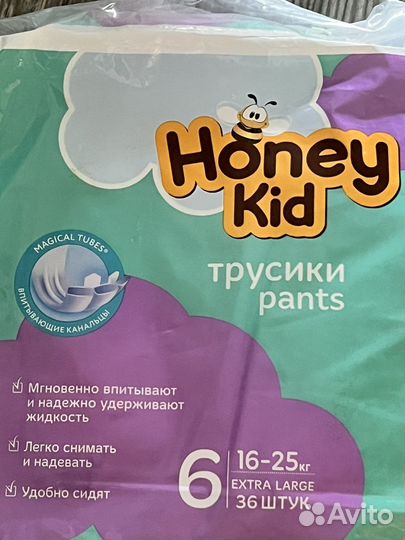 Honey
Kid
трусики
pants
MAGICAL TUBES®
ВПИТЫВАЮЩИЕ КАНАЛЬЦЫ
Мгновенно впитывают
и надежно удерживают
жидкость
Легко снимать
и надевать
Удобно сидят
6
16-25кг
EXTRA LARGE
36 ШТУК
Avito